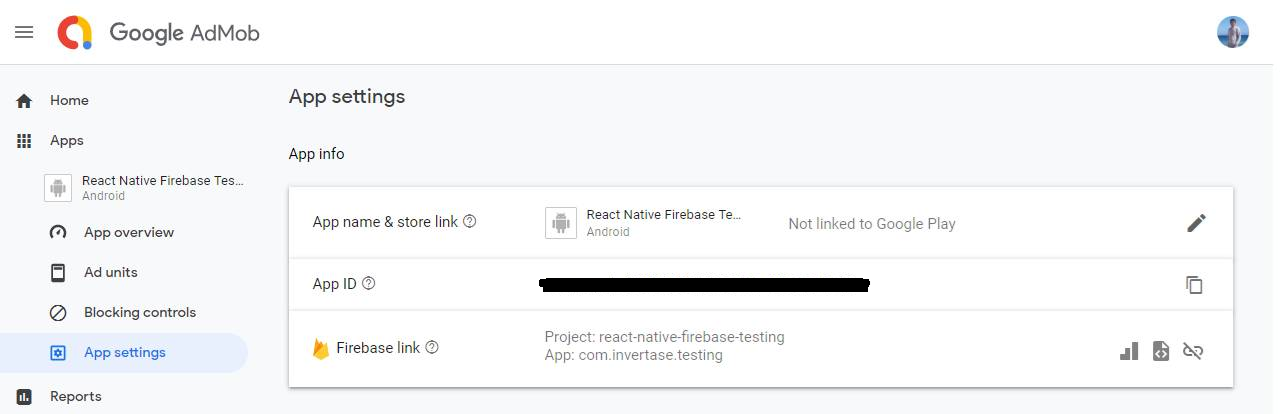 Google AdMob
Home
Apps
React Native Firebase Tes...
Android
App overview
Ad units
Blocking controls
App settings
Reports
App settings
App info
App name & store link ?
React Native Firebase Te...
Android
Not linked to Google Play
App ID ?
Firebase link ?
Project: react-native-firebase-testing
App: com.invertase.testing